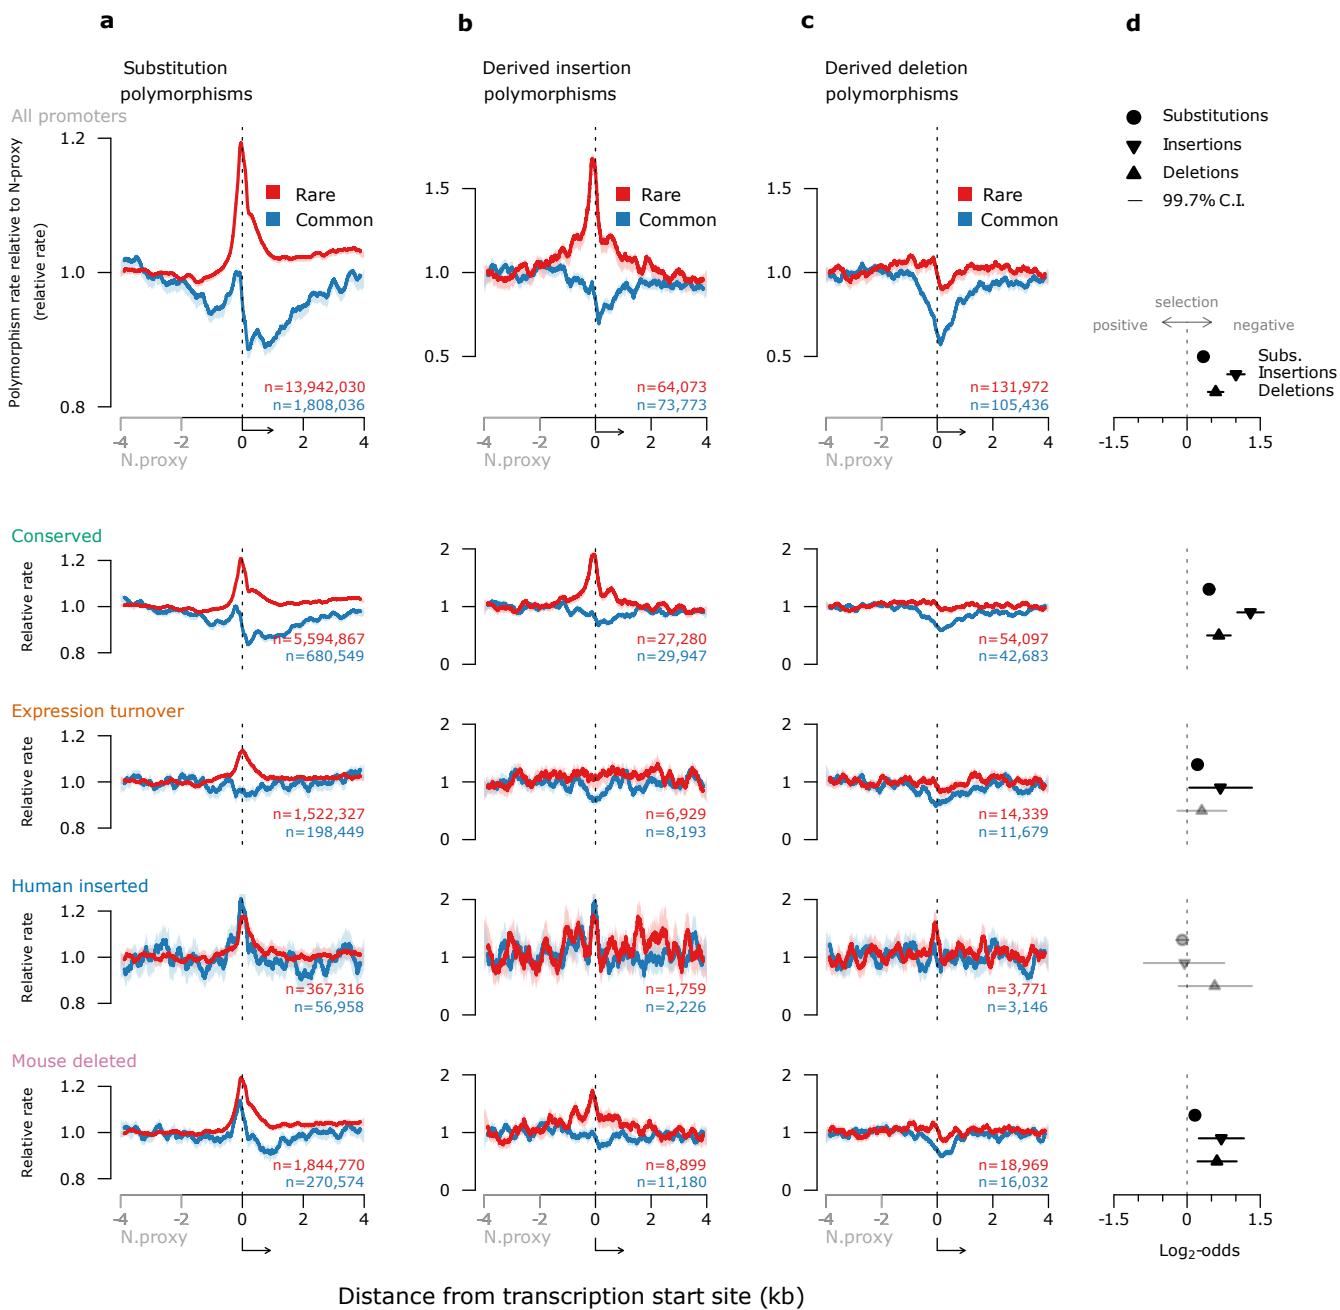 a
b
c
d
Substitution
polymorphisms
Derived insertion
polymorphisms
Derived deletion
polymorphisms
All promoters
Polymorphism rate relative to N-proxy
(relative rate)
1.2
1.0
0.8
Rare
Common
n=13,942,030
n=1,808,036
-4
-2
0
2
4
N.proxy
1.5
1.0
0.5
Rare
Common
n=64,073
n=73,773
-4
-2
0
2
4
N.proxy
1.5
1.0
0.5
Rare
Common
n=131,972
n=105,436
-4
-2
0
2
4
N.proxy
Substitutions
Insertions
Deletions
99.7% C.I.
selection
positive
negative
Subs.
Insertions
Deletions
-1.5
0
1.5
Conserved
Relative rate
1.2
1.0
0.8
n=5,594,867
n=680,549
2
1
0
n=27,280
n=29,947
2
1
0
n=54,097
n=42,683
Expression turnover
Relative rate
1.2
1.0
0.8
n=1,522,327
n=198,449
2
1
0
n=6,929
n=8,193
2
1
0
n=14,339
n=11,679
Human inserted
Relative rate
1.2
1.0
0.8
n=367,316
n=56,958
2
1
0
n=1,759
n=2,226
2
1
0
n=3,771
n=3,146
Mouse deleted
Relative rate
1.2
1.0
0.8
n=1,844,770
n=270,574
-4
-2
0
2
4
N.proxy
2
1
0
n=8,899
n=11,180
-4
-2
0
2
4
N.proxy
2
1
0
n=18,969
n=16,032
-4
-2
0
2
4
N.proxy
-1.5
0
1.5
Log2-odds
Distance from transcription start site (kb)